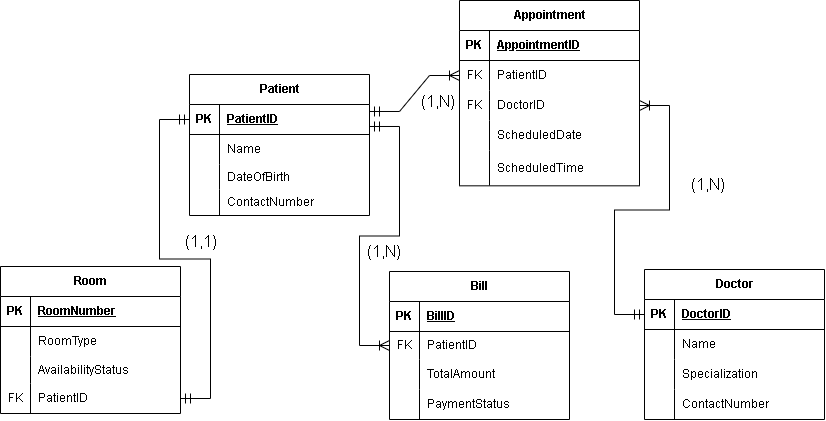 Appointment
PK AppointmentID
FK PatientID
FK DoctorID
ScheduledDate
ScheduledTime
Patient
PK PatientID
Name
DateOfBirth
ContactNumber
(1,N)
(1,N)
(1,1)
(1,N)
Room
PK RoomNumber
RoomType
AvailabilityStatus
FK PatientID
Bill
PK BillID
FK PatientID
TotalAmount
PaymentStatus
Doctor
PK DoctorID
Name
Specialization
ContactNumber